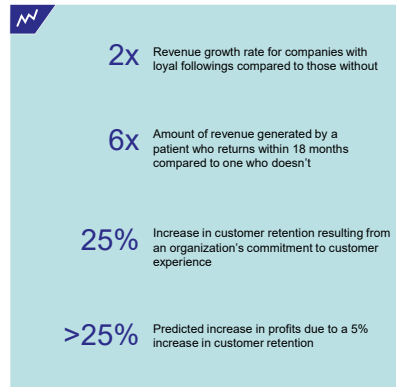 2x
Revenue growth rate for companies with
loyal followings compared to those without
6x
Amount of revenue generated by a
patient who returns within 18 months
compared to one who doesn't
25%
Increase in customer retention resulting from
an organization's commitment to customer
experience
>25%
Predicted increase in profits due to a 5%
increase in customer retention